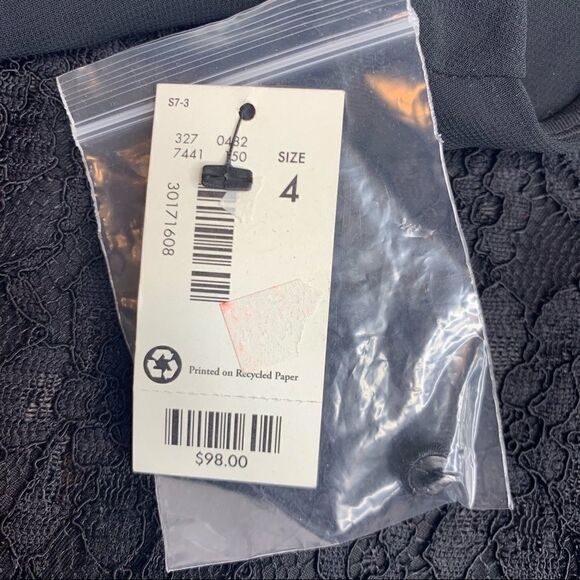 S7-3
327 0482
7441 150
SIZE
4
30171608
Printed on Recycled Paper
$98.00